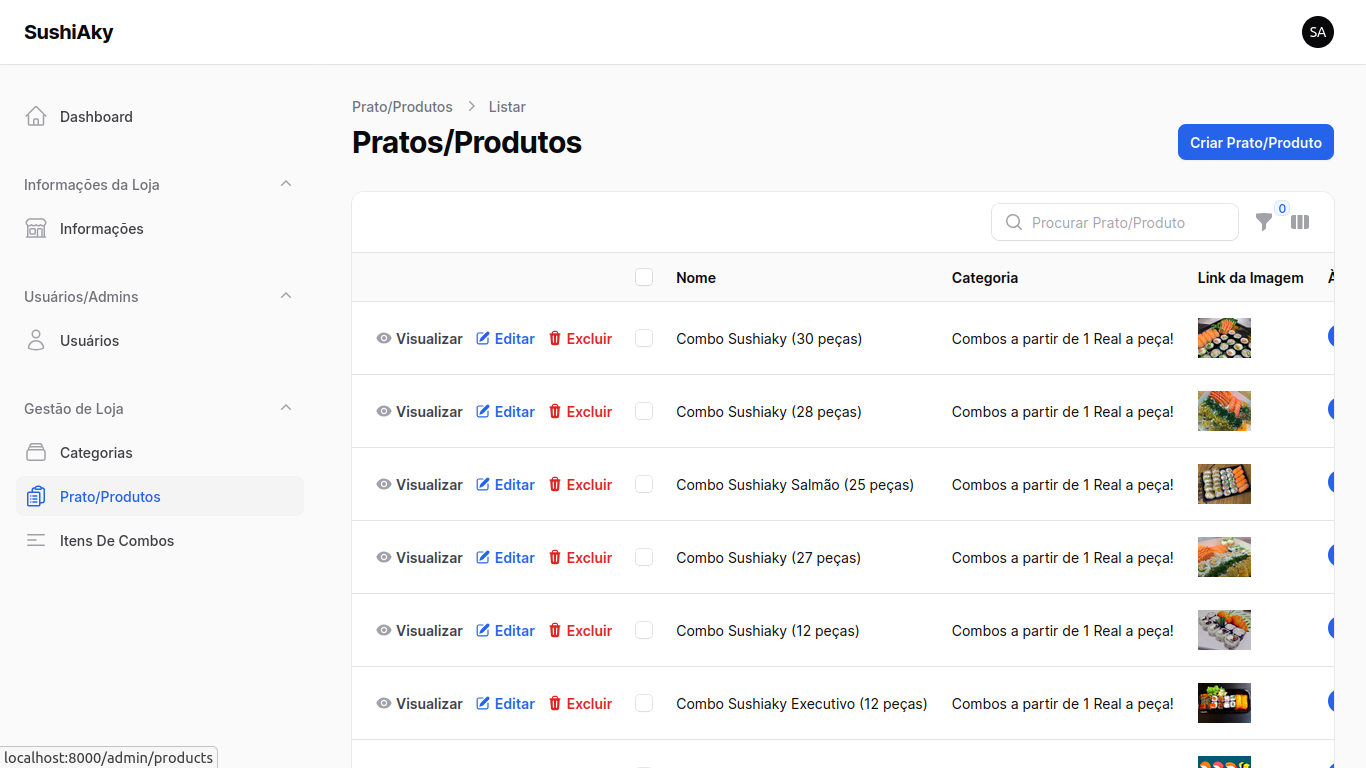 SushiAky
SA
Dashboard
Informações da Loja
Informações
Usuários/Admins
Usuários
Gestão de Loja
Categorias
Prato/Produtos
Itens De Combos
Prato/Produtos > Listar
Pratos/Produtos
Criar Prato/Produto
Procurar Prato/Produto
0
Nome Categoria Link da Imagem
Visualizar Editar Excluir Combo Sushiaky (30 peças) Combos a partir de 1 Real a peça!
Visualizar Editar Excluir Combo Sushiaky (28 peças) Combos a partir de 1 Real a peça!
Visualizar Editar Excluir Combo Sushiaky Salmão (25 peças) Combos a partir de 1 Real a peça!
Visualizar Editar Excluir Combo Sushiaky (27 peças) Combos a partir de 1 Real a peça!
Visualizar Editar Excluir Combo Sushiaky (12 peças) Combos a partir de 1 Real a peça!
Visualizar Editar Excluir Combo Sushiaky Executivo (12 peças) Combos a partir de 1 Real a peça!
localhost:8000/admin/products